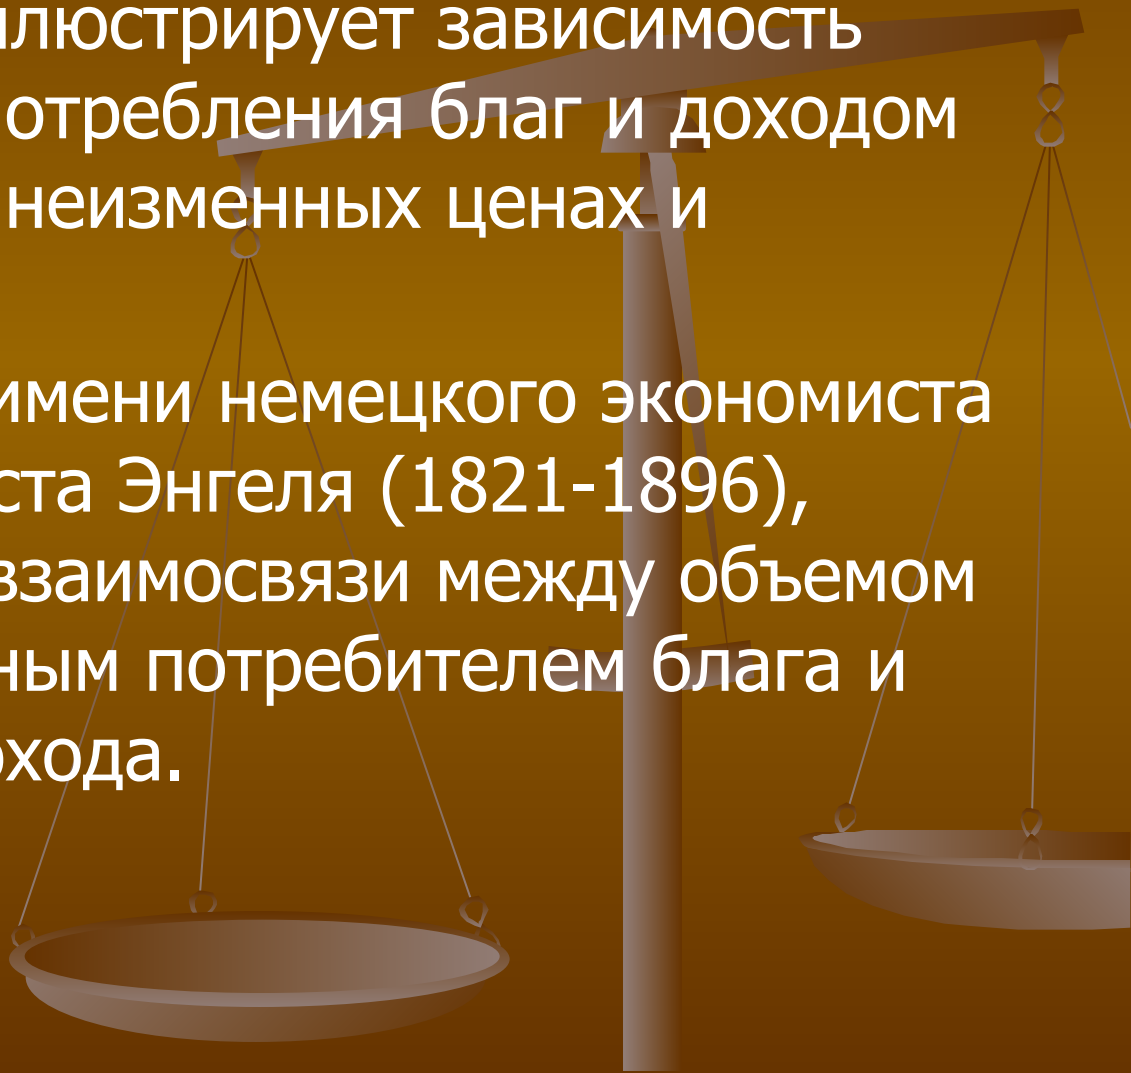 ллюстрирует зависимость
отребления благ и доходом
неизменных ценах и
имени немецкого экономиста
ста Энгеля (1821-1896),
взаимосвязи между объемом
ным потребителем блага и
охода.